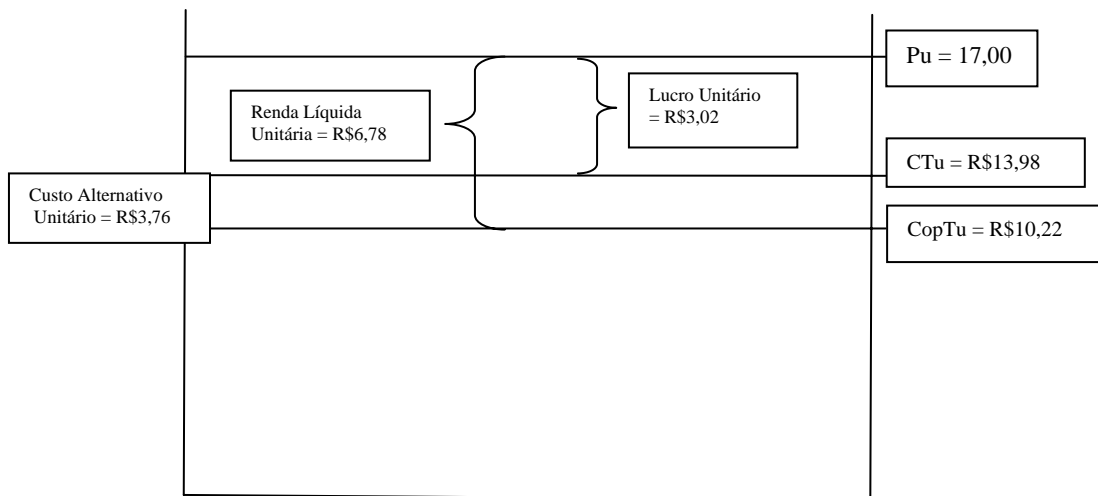 Pu = 17,00
Renda Líquida
Unitária = R$6,78
Lucro Unitário
= R$3,02
CTu = R$13,98
Custo Alternativo
Unitário = R$3,76
CopTu = R$10,22